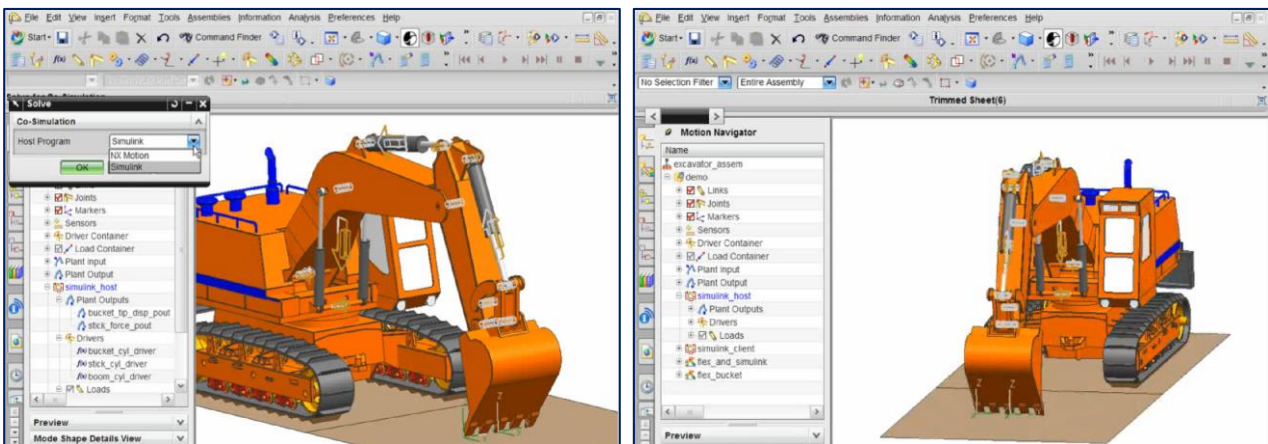 File Edit View Insert Format Tools Assemblies Information Analysis Preferences Help
Start Command Finder
Solve
Co-Simulation
Host Program Simulink
NX Motion
Simulink
OK
Joints
Markers
Sensors
Driver Container
Load Container
Plant Input
Plant Output
simulink_host
Plant Outputs
bucket_tip_disp_pout
stick_force_pout
Drivers
f(x) bucket_cyl_driver
f(x) stick_cyl_driver
f(x) boom_cyl_driver
Loads
Preview
Mode Shape Details View
File Edit View Insert Format Tools Assemblies Information Analysis Preferences Help
Start Command Finder
No Selection Filter Entire Assembly
Trimmed Sheet(6)
Motion Navigator
Name
excavator_assem
demo
Links
Joints
Markers
Sensors
Driver Container
Load Container
Plant Input
Plant Output
simulink_host
Plant Outputs
Drivers
Loads
simulink_client
flex_and_simulink
flex_bucket
Preview